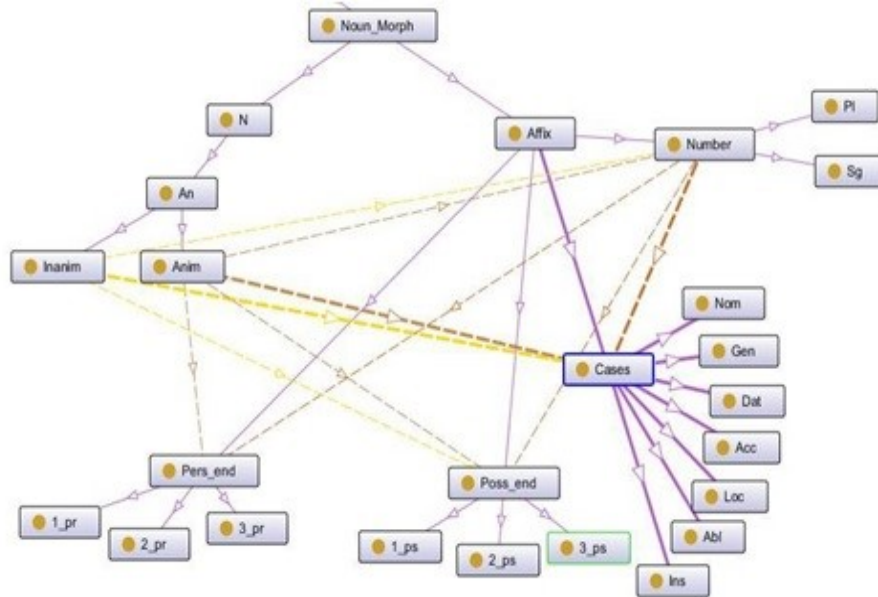 Noun_Morph
N
Affix
Number
Pl
Sg
An
Inanim
Anim
Cases
Nom
Gen
Dat
Acc
Loc
Abl
Ins
Pers_end
1_pr
2_pr
3_pr
Poss_end
1_ps
2_ps
3_ps